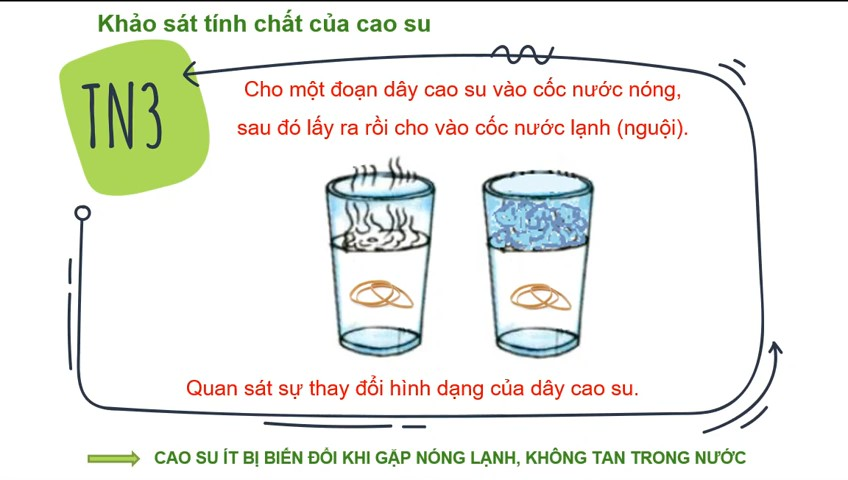 Khảo sát tính chất của cao su
TN3
Cho một đoạn dây cao su vào cốc nước nóng,
sau đó lấy ra rồi cho vào cốc nước lạnh (nguội).
Quan sát sự thay đổi hình dạng của dây cao su.
CAO SU ÍT BỊ BIẾN ĐỔI KHI GẶP NÓNG LẠNH, KHÔNG TAN TRONG NƯỚC